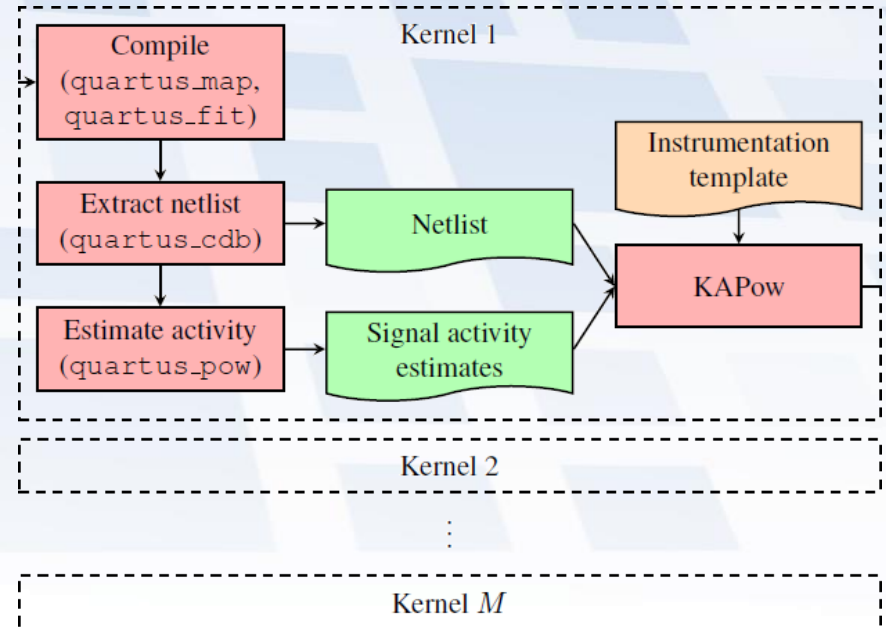 Kernel 1
Compile
(quartus_map,
quartus_fit)
Instrumentation
template
Extract netlist
(quartus_cdb)
Netlist
KAPow
Estimate activity
(quartus_pow)
Signal activity
estimates
Kernel 2
⋮
Kernel M